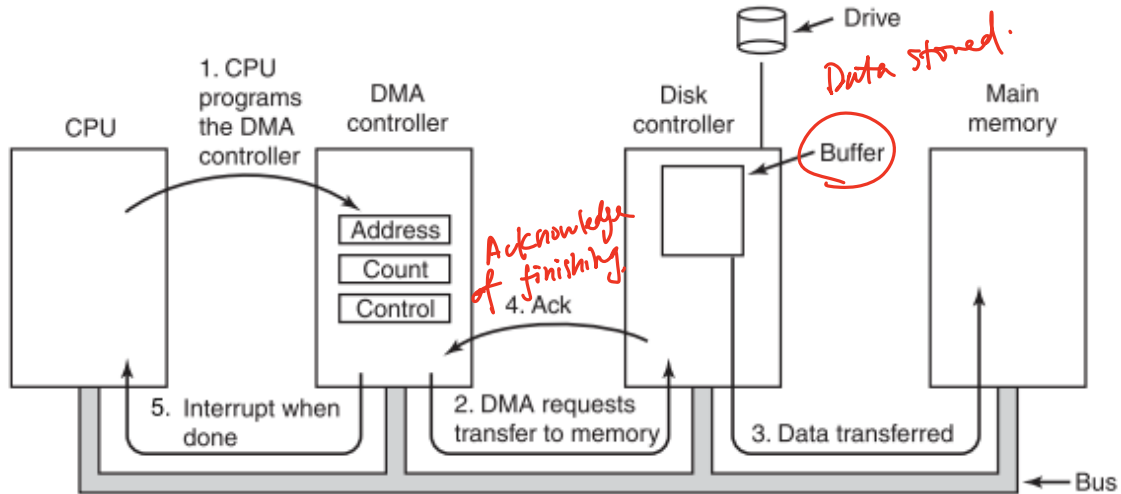 Drive
Data stored.
1. CPU
programs
the DMA
controller
CPU
DMA
controller
Disk
controller
Main
memory
Buffer
Address
Count
Control
Acknowledge
of finishing.
4. Ack
5. Interrupt when
done
2. DMA requests
transfer to memory
3. Data transferred
Bus